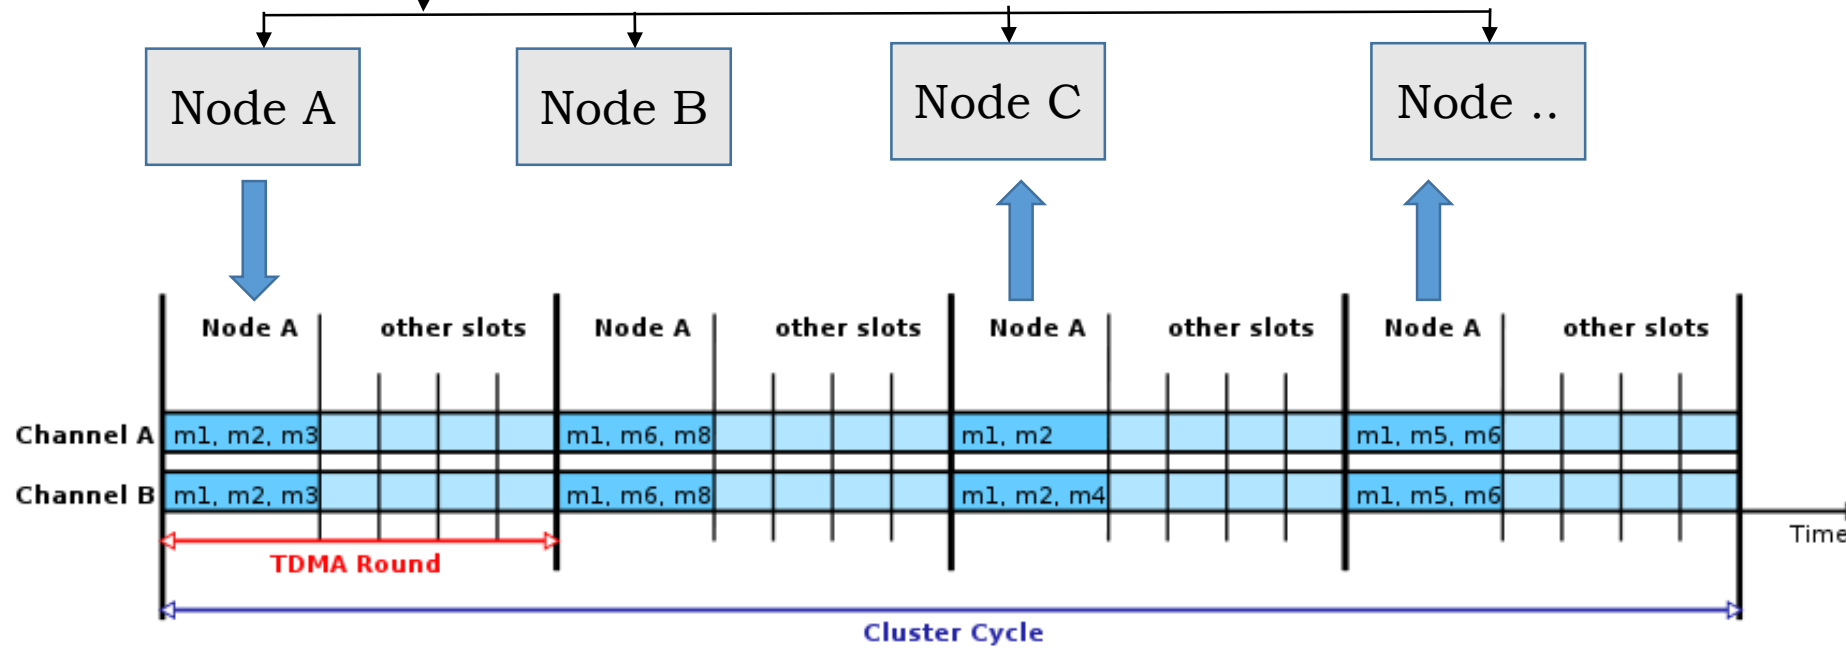 Node A Node B Node C Node ..
Node A other slots Node A other slots Node A other slots Node A other slots
Channel A m1, m2, m3 m1, m6, m8 m1, m2 m1, m5, m6
Channel B m1, m2, m3 m1, m6, m8 m1, m2, m4 m1, m5, m6
Time
TDMA Round
Cluster Cycle